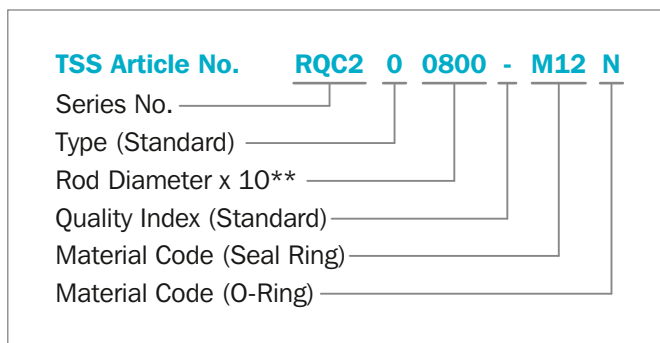 TSS Article No. RQC2 0 0800 - M12 N
Series No.
Type (Standard)
Rod Diameter x 10**
Quality Index (Standard)
Material Code (Seal Ring)
Material Code (O-Ring)